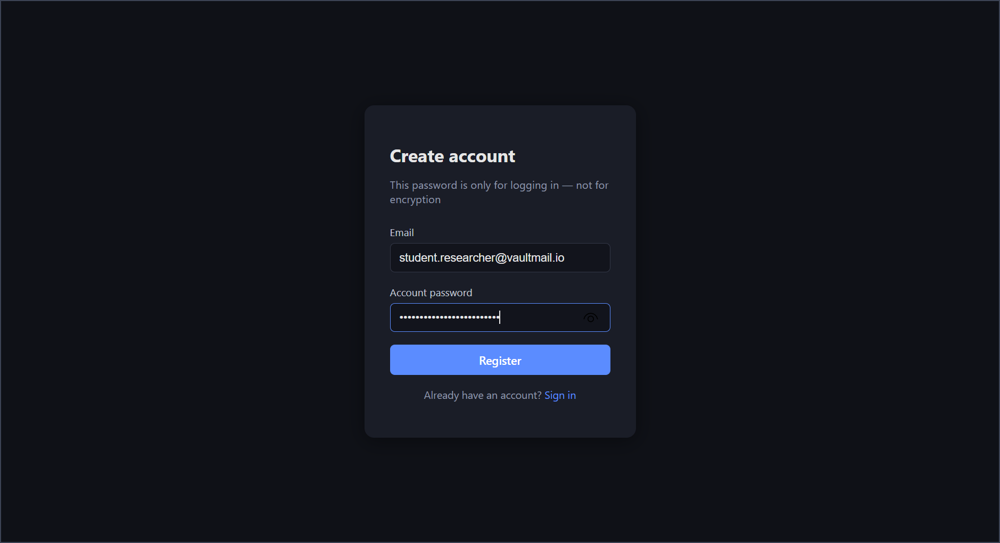 Create account
This password is only for logging in — not for
encryption
Email
student.researcher@vaultmail.io
Account password
•••••••••••••••••••••••••
Register
Already have an account? Sign in